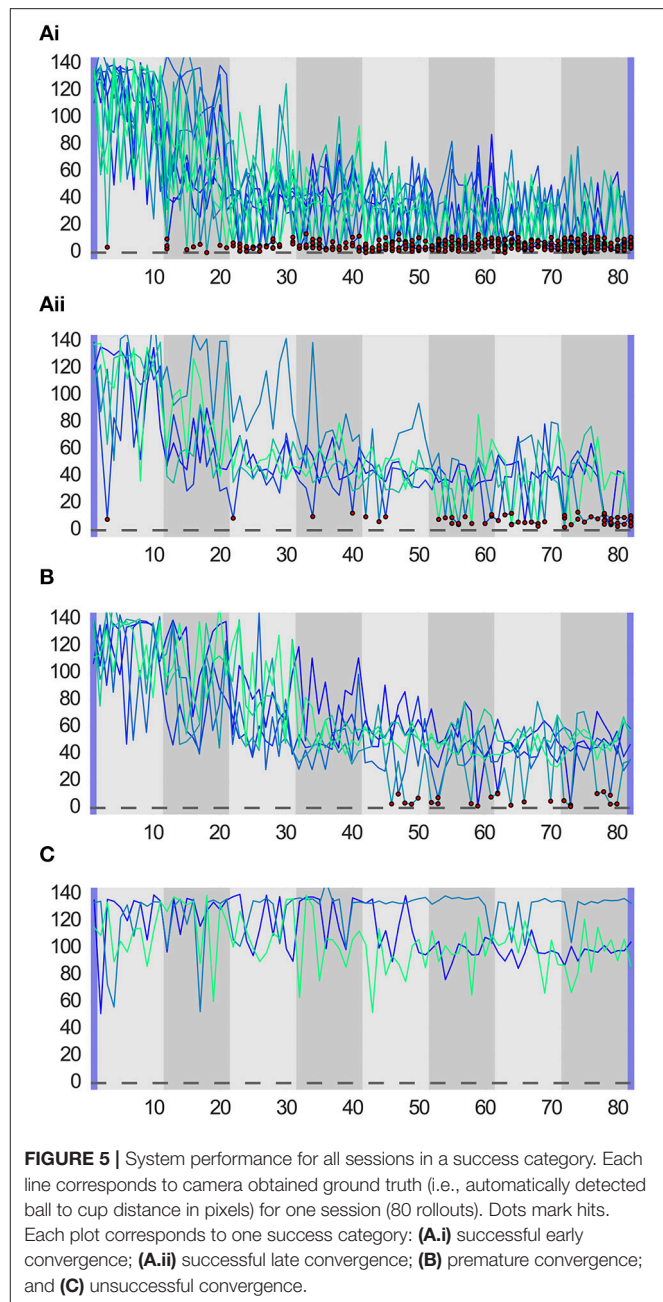 Ai
140
120
100
80
60
40
20
0
10 20 30 40 50 60 70 80
Aii
140
120
100
80
60
40
20
0
10 20 30 40 50 60 70 80
B
140
120
100
80
60
40
20
0
10 20 30 40 50 60 70 80
C
140
120
100
80
60
40
20
0
10 20 30 40 50 60 70 80
FIGURE 5 | System performance for all sessions in a success category. Each
line corresponds to camera obtained ground truth (i.e., automatically detected
ball to cup distance in pixels) for one session (80 rollouts). Dots mark hits.
Each plot corresponds to one success category: (A.i) successful early
convergence; (A.ii) successful late convergence; (B) premature convergence;
and (C) unsuccessful convergence.